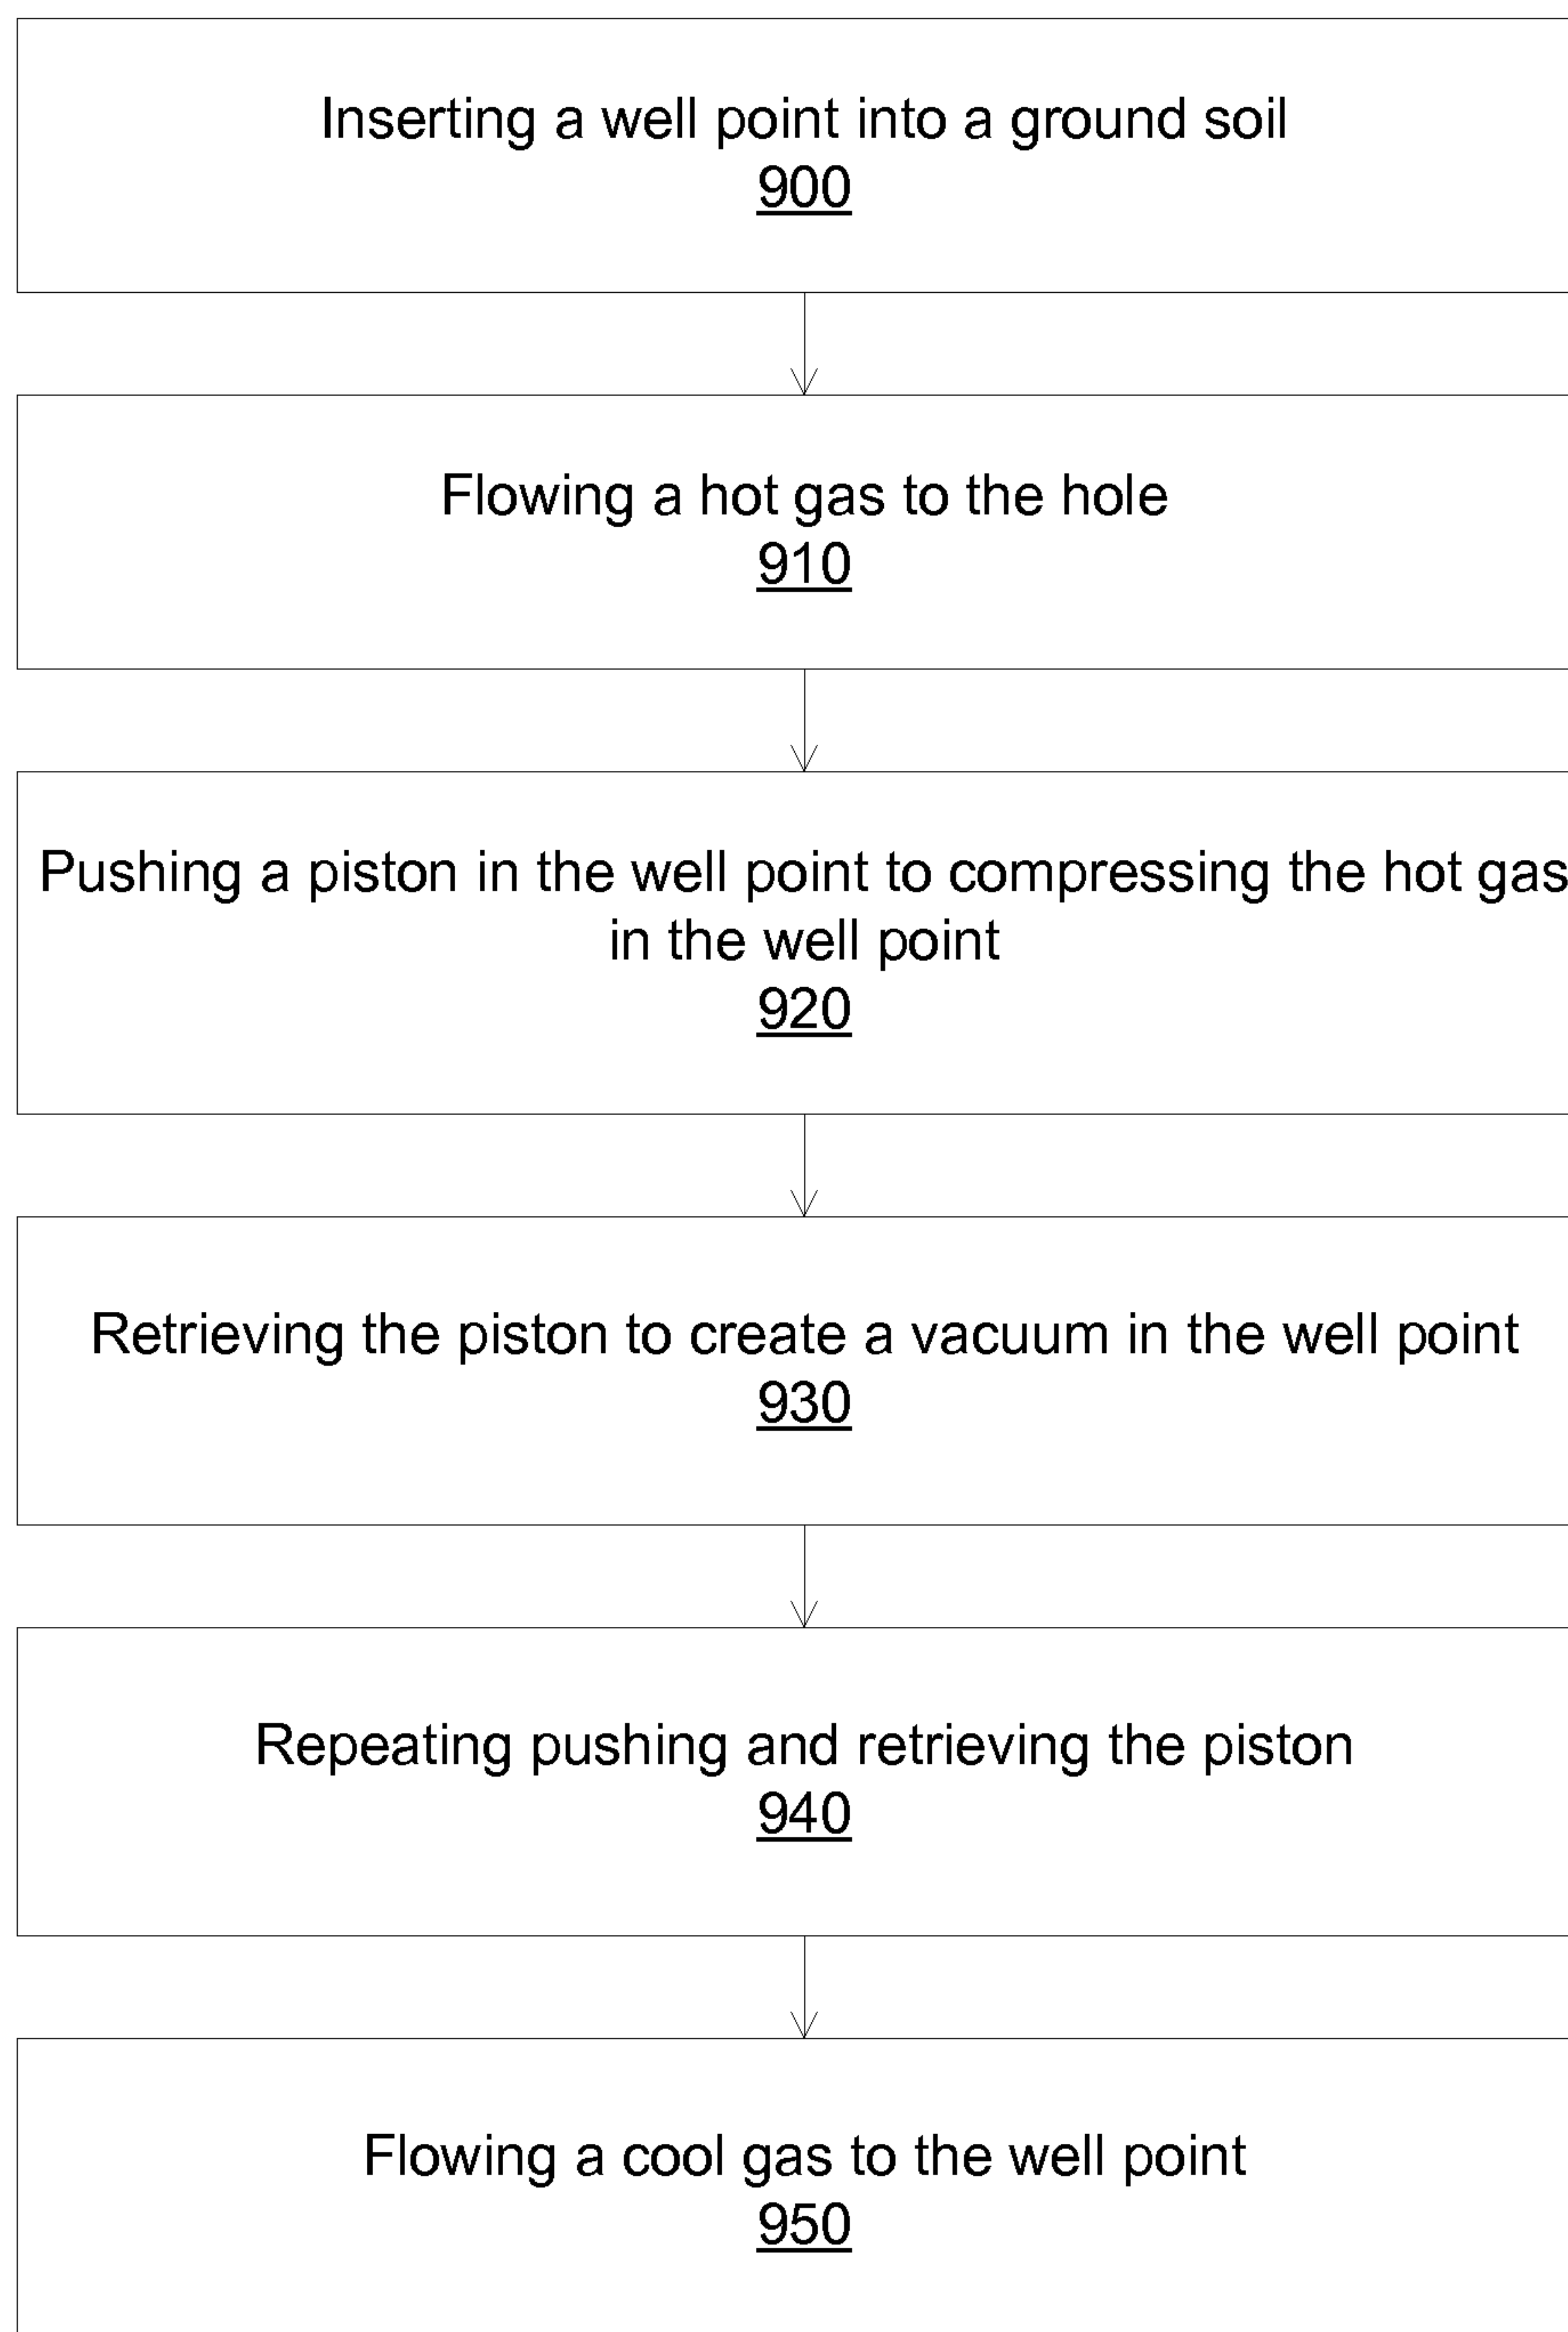 Inserting a well point into a ground soil
900
Flowing a hot gas to the hole
910
Pushing a piston in the well point to compressing the hot gas
in the well point
920
Retrieving the piston to create a vacuum in the well point
930
Repeating pushing and retrieving the piston
940
Flowing a cool gas to the well point
950